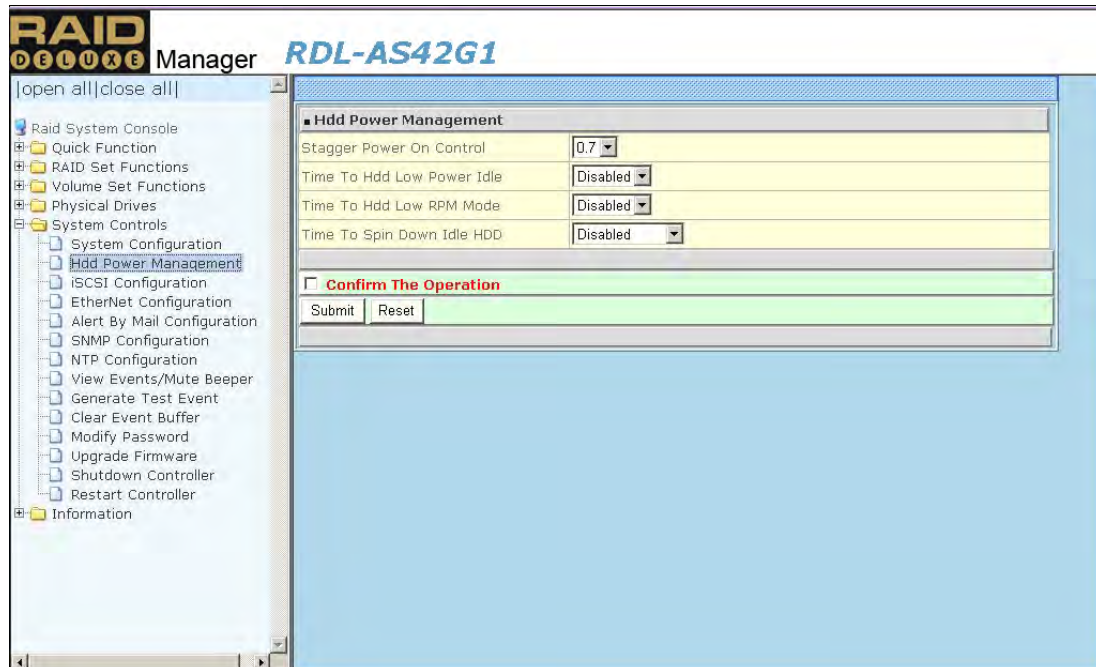 RAID
DELUXE Manager
RDL-AS42G1
|open all|close all|
Raid System Console
Quick Function
RAID Set Functions
Volume Set Functions
Physical Drives
System Controls
System Configuration
Hdd Power Management
iSCSI Configuration
EtherNet Configuration
Alert By Mail Configuration
SNMP Configuration
NTP Configuration
View Events/Mute Beeper
Generate Test Event
Clear Event Buffer
Modify Password
Upgrade Firmware
Shutdown Controller
Restart Controller
Information
Hdd Power Management
Stagger Power On Control 0.7
Time To Hdd Low Power Idle Disabled
Time To Hdd Low RPM Mode Disabled
Time To Spin Down Idle HDD Disabled
Confirm The Operation
Submit Reset